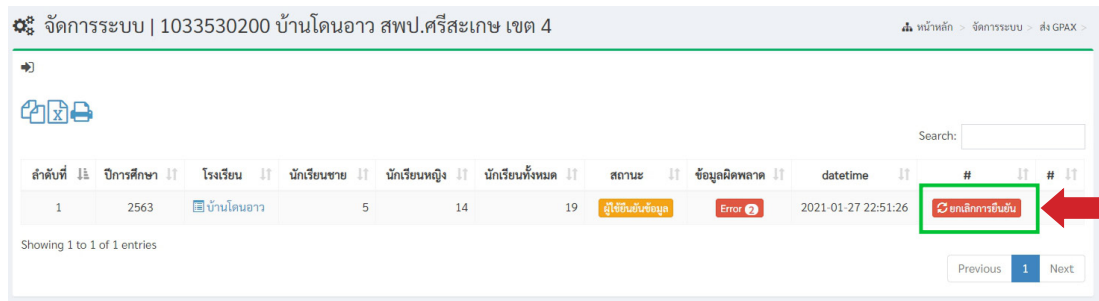 จัดการระบบ | 1033530200 บ้านโดนอาว สพป.ศรีสะเกษ เขต 4
หน้าหลัก > จัดการระบบ > ส่ง GPAX >
Search:
ลำดับที่ ปีการศึกษา โรงเรียน นักเรียนชาย นักเรียนหญิง นักเรียนทั้งหมด สถานะ ข้อมูลผิดพลาด datetime # #
1 2563 บ้านโดนอาว 5 14 19 ผู้ใช้ยืนยันข้อมูล Error 2 2021-01-27 22:51:26 ยกเลิกการยืนยัน
Showing 1 to 1 of 1 entries
Previous 1 Next